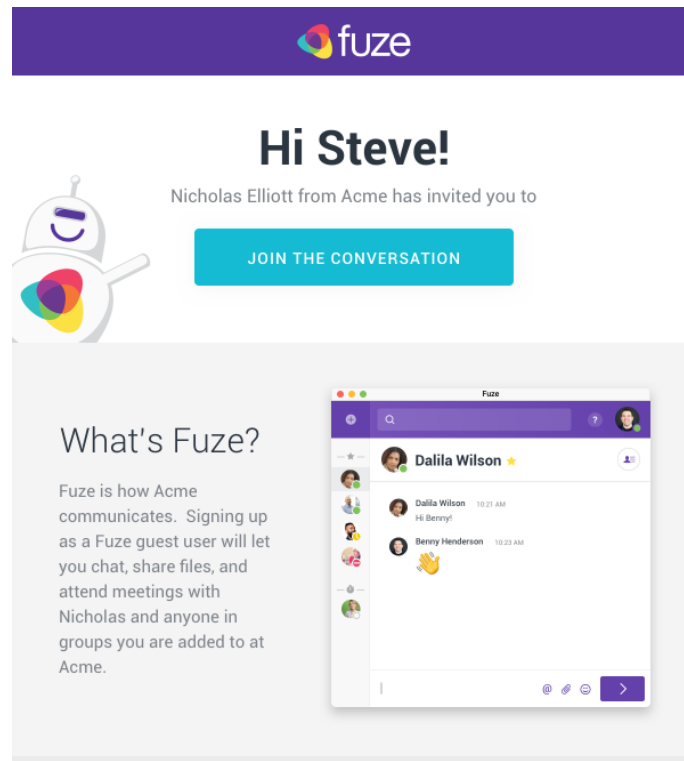 fuze
Hi Steve!
Nicholas Elliott from Acme has invited you to
JOIN THE CONVERSATION
What's Fuze?
Fuze is how Acme
communicates.  Signing up
as a Fuze guest user will let
you chat, share files, and
attend meetings with
Nicholas and anyone in
groups you are added to at
Acme.
Fuze
?
Dalila Wilson
Dalila Wilson 10:21 AM
Hi Benny!
Benny Henderson 10:23 AM
@